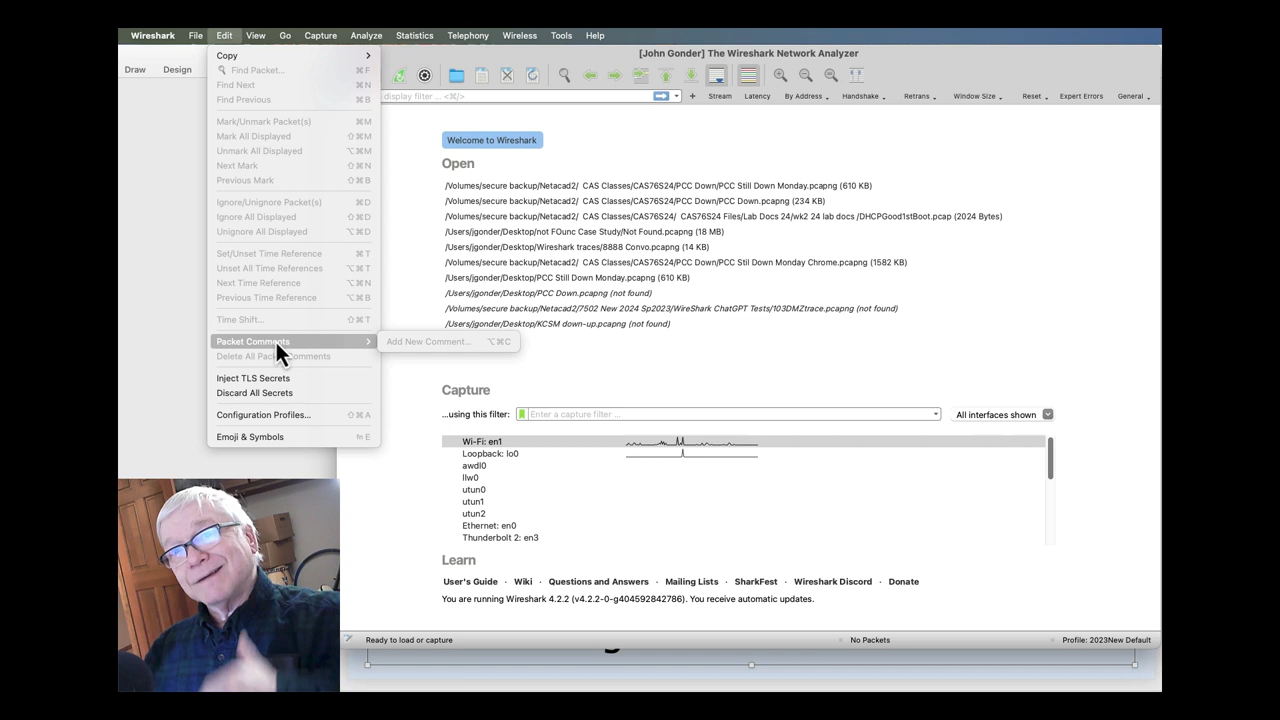 Wireshark File Edit View Go Capture Analyze Statistics Telephony Wireless Tools Help
[John Gonder] The Wireshark Network Analyzer
Draw Design
Copy
Find Packet... ⌘F
Find Next ⌘N
Find Previous ⌘B
Mark/Unmark Packet(s) ⌘M
Mark All Displayed ⇧⌘M
Unmark All Displayed ⌥⌘M
Next Mark ⇧⌘N
Previous Mark ⇧⌘B
Ignore/Unignore Packet(s) ⌘D
Ignore All Displayed ⇧⌘D
Unignore All Displayed ⌥⌘D
Set/Unset Time Reference ⌘T
Unset All Time References ⌥⌘T
Next Time Reference ⌥⌘N
Previous Time Reference ⌥⌘B
Time Shift... ⇧⌘T
Packet Comments
Add New Comment... ⌥⌘C
Delete All Pack omments
Inject TLS Secrets
Discard All Secrets
Configuration Profiles... ⇧⌘A
Emoji & Symbols E
display filter ... <⌘/> + Stream Latency By Address Handshake Retrans Window Size Reset Expert Errors General
Welcome to Wireshark
Open
/Volumes/secure backup/Netacad2/ CAS Classes/CAS76S24/PCC Down/PCC Still Down Monday.pcapng (610 KB)
/Volumes/secure backup/Netacad2/ CAS Classes/CAS76S24/PCC Down/PCC Down.pcapng (234 KB)
/Volumes/secure backup/Netacad2/ CAS Classes/CAS76S24/ CAS76S24 Files/Lab Docs 24/wk2 24 lab docs /DHCPGood1stBoot.pcap (2024 Bytes)
/Users/jgonder/Desktop/not FOunc Case Study/Not Found.pcapng (18 MB)
/Users/jgonder/Desktop/Wireshark traces/8888 Convo.pcapng (14 KB)
/Volumes/secure backup/Netacad2/ CAS Classes/CAS76S24/PCC Down/PCC Stil Down Monday Chrome.pcapng (1582 KB)
/Users/jgonder/Desktop/PCC Still Down Monday.pcapng (610 KB)
/Users/jgonder/Desktop/PCC Down.pcapng (not found)
/Volumes/secure backup/Netacad2/7502 New 2024 Sp2023/WireShark ChatGPT Tests/103DMZtrace.pcapng (not found)
/Users/jgonder/Desktop/KCSM down-up.pcapng (not found)
Capture
...using this filter: Enter a capture filter ... All interfaces shown
Wi-Fi: en1
Loopback: lo0
awdl0
llw0
utun0
utun1
utun2
Ethernet: en0
Thunderbolt 2: en3
Learn
User's Guide · Wiki · Questions and Answers · Mailing Lists · SharkFest · Wireshark Discord · Donate
You are running Wireshark 4.2.2 (v4.2.2-0-g404592842786). You receive automatic updates.
Ready to load or capture No Packets Profile: 2023New Default